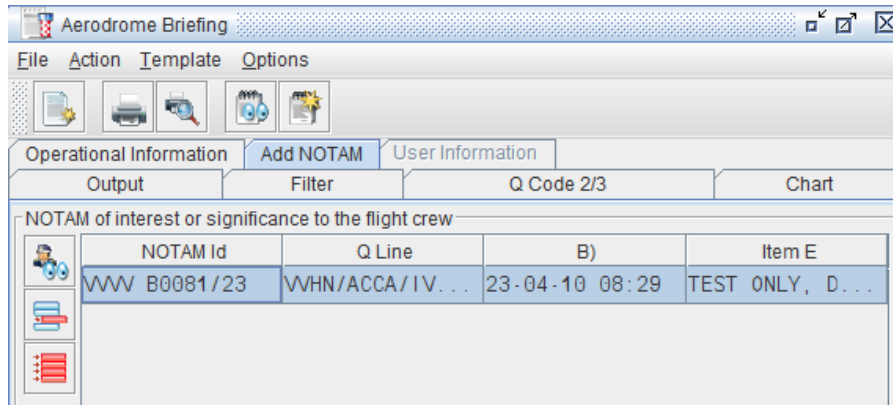 Aerodrome Briefing
File Action Template Options
Operational Information Add NOTAM User Information
Output Filter Q Code 2/3 Chart
NOTAM of interest or significance to the flight crew
NOTAM Id Q Line B) Item E
VVVV B0081/23 VVHN/ACCA/IV... 23-04-10 08:29 TEST ONLY, D...